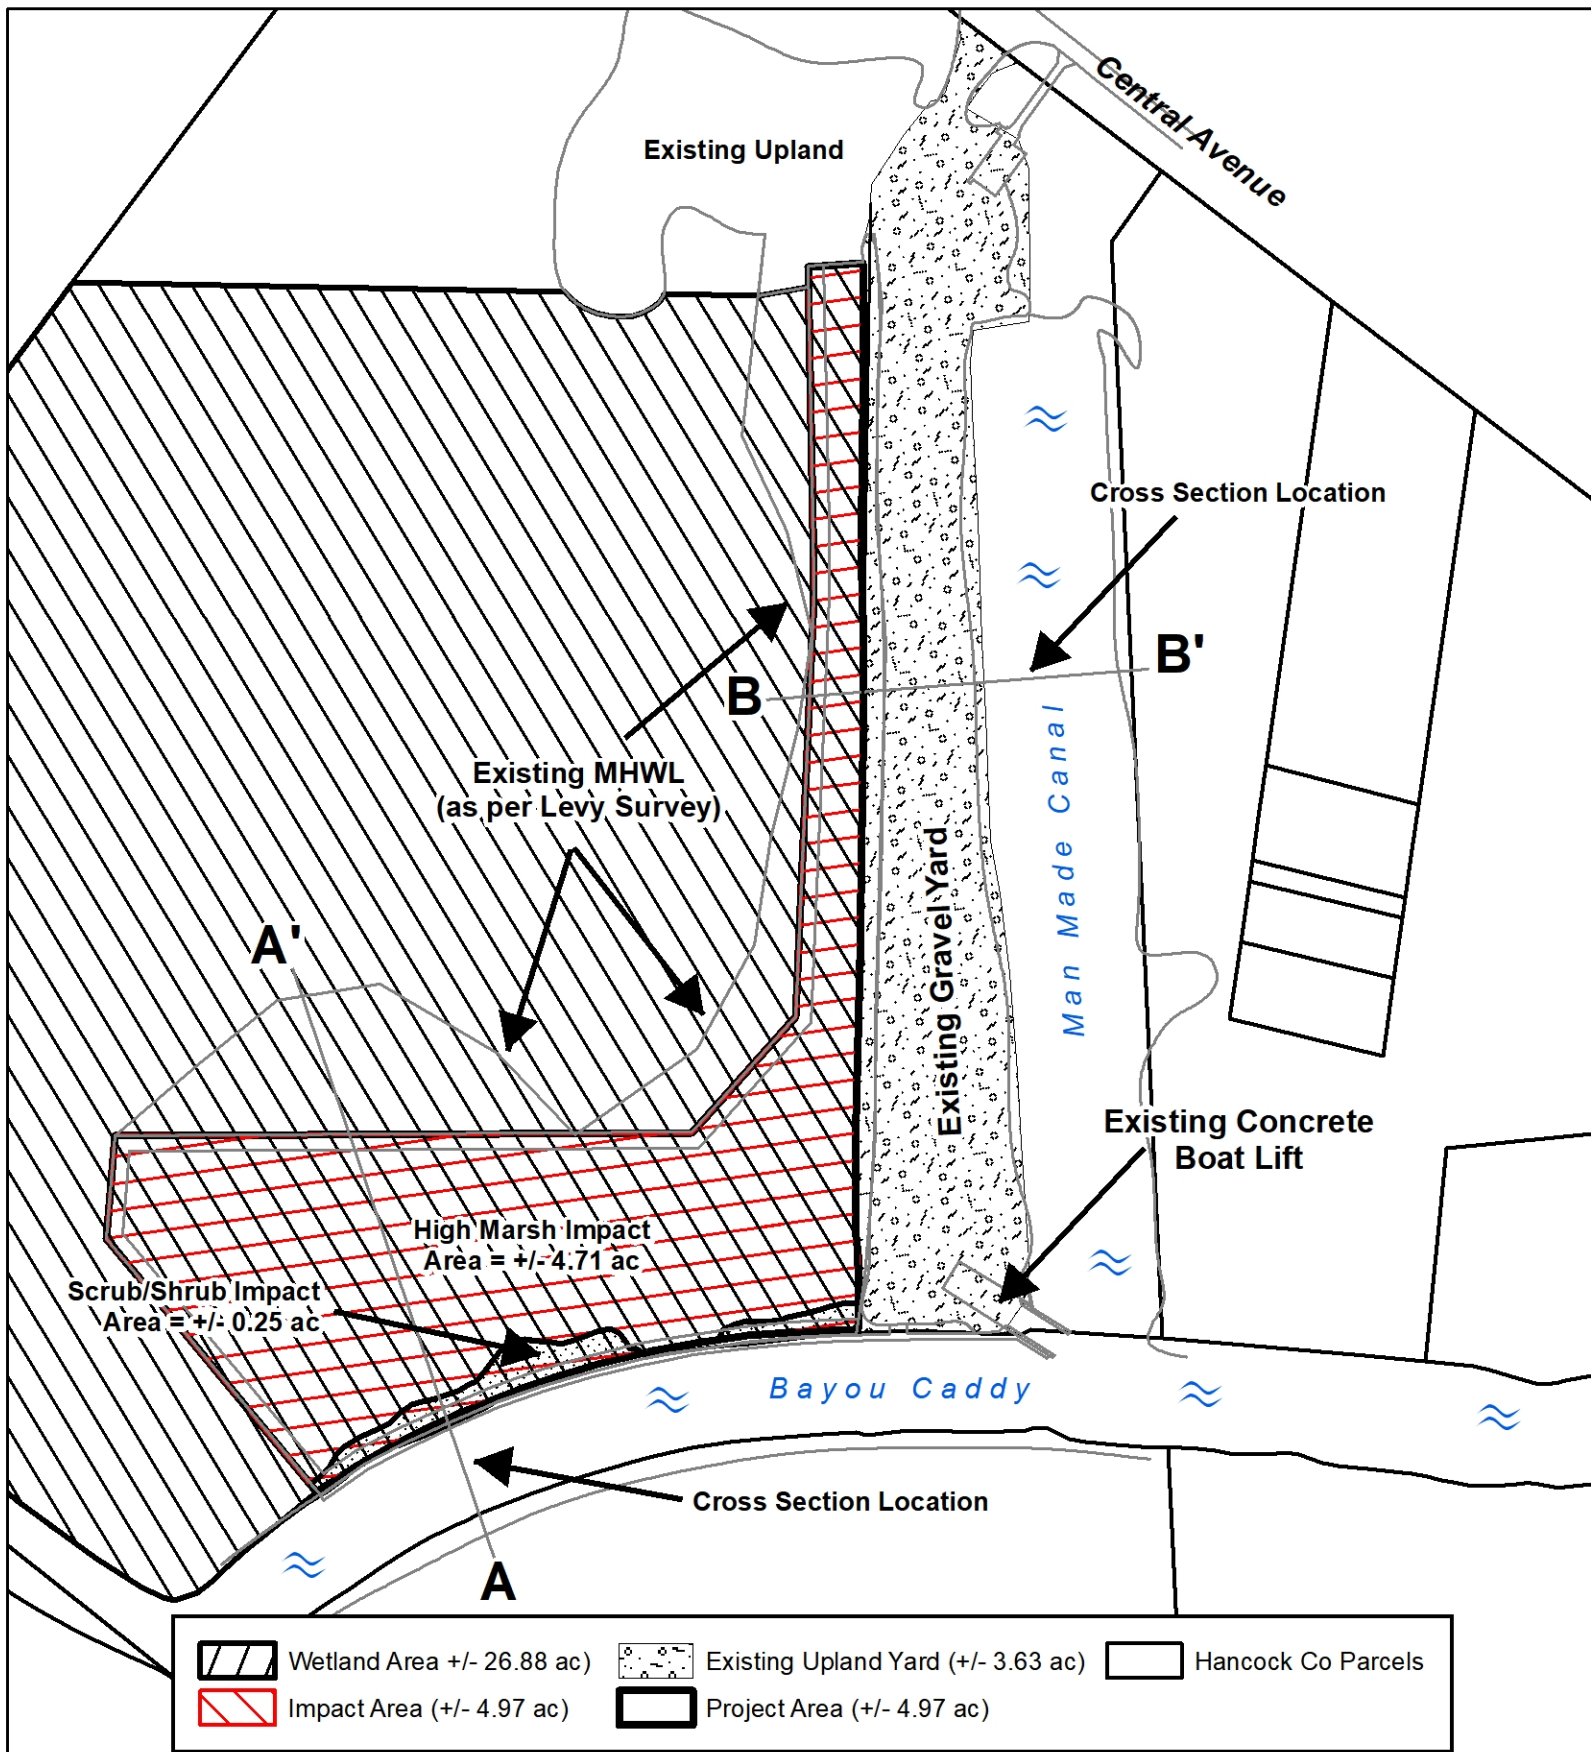 Central Avenue
Existing Upland
Cross Section Location
B'
B
Man Made Canal
Existing MHWL
(as per Levy Survey)
Existing Gravel Yard
A'
Existing Concrete
Boat Lift
High Marsh Impact
Area = +/- 4.71 ac
Scrub/Shrub Impact
Area = +/- 0.25 ac
Bayou Caddy
Cross Section Location
A
Wetland Area +/- 26.88 ac)
Existing Upland Yard (+/- 3.63 ac)
Hancock Co Parcels
Impact Area (+/- 4.97 ac)
Project Area (+/- 4.97 ac)